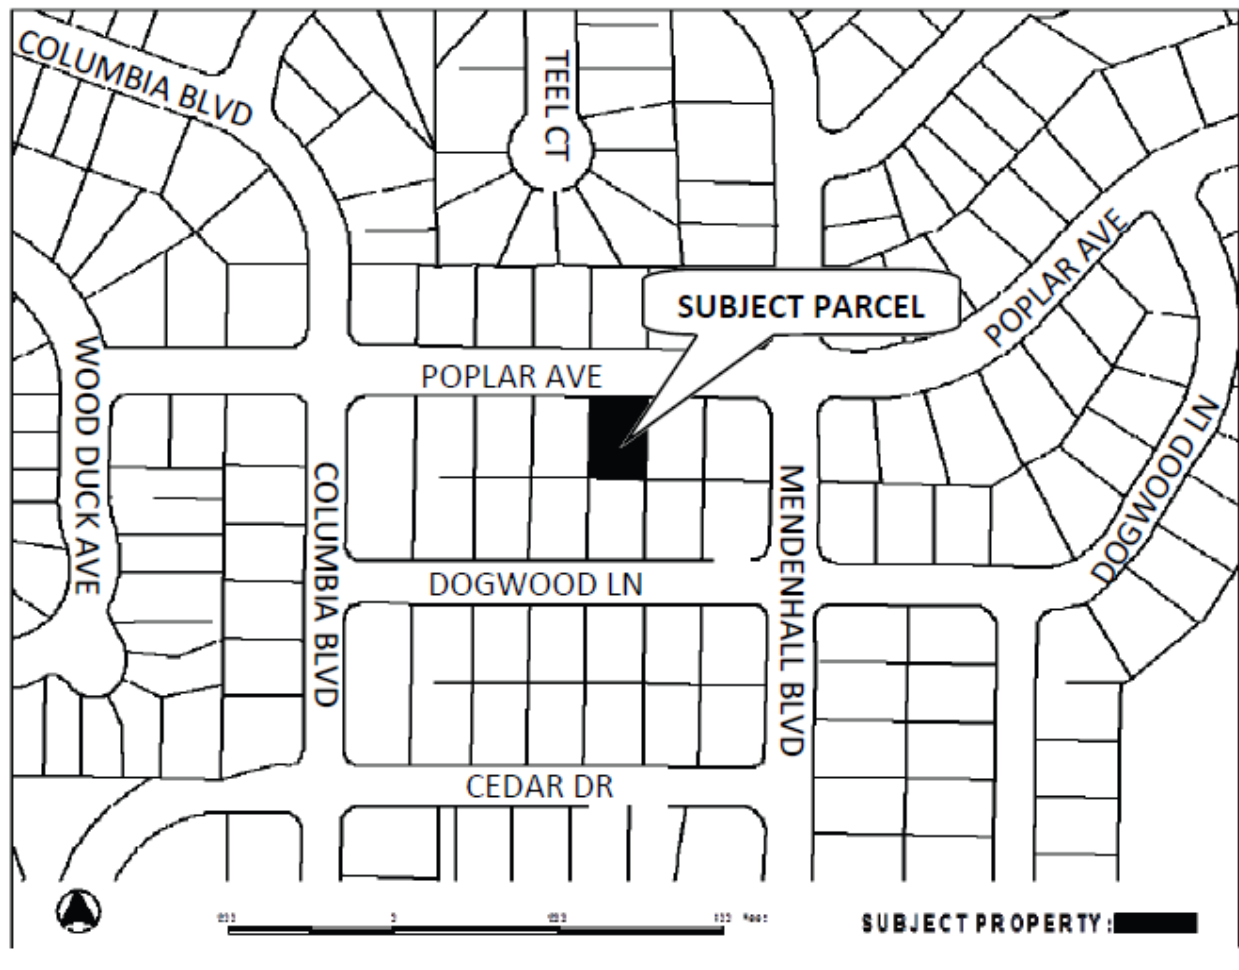 COLUMBIA BLVD
TEEL CT
SUBJECT PARCEL
POPLAR AVE
POPLAR AVE
WOOD DUCK AVE
COLUMBIA BLVD
MENDENHALL BLVD
DOGWOOD LN
DOGWOOD LN
CEDAR DR
SUBJECT PROPERTY: